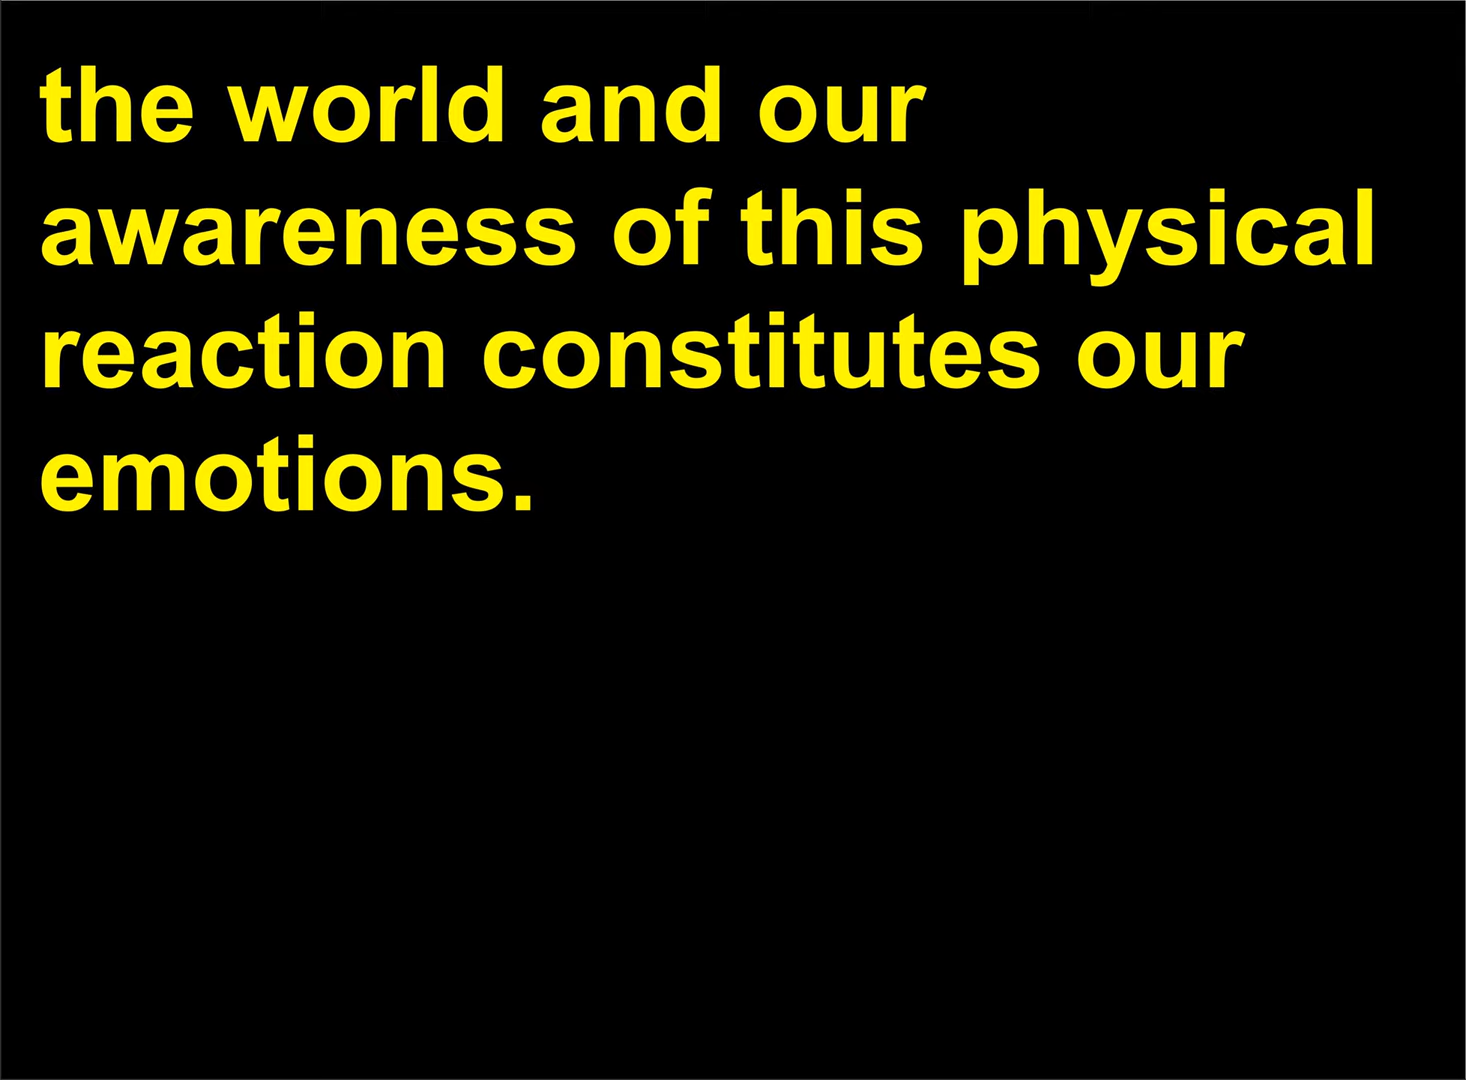 the world and our
awareness of this physical
reaction constitutes our
emotions.